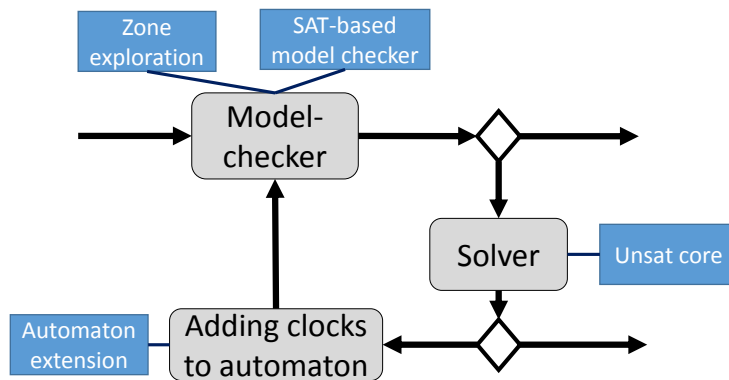 Zone
exploration
SAT-based
model checker
Model-
checker
Solver
Unsat core
Automaton
extension
Adding clocks
to automaton